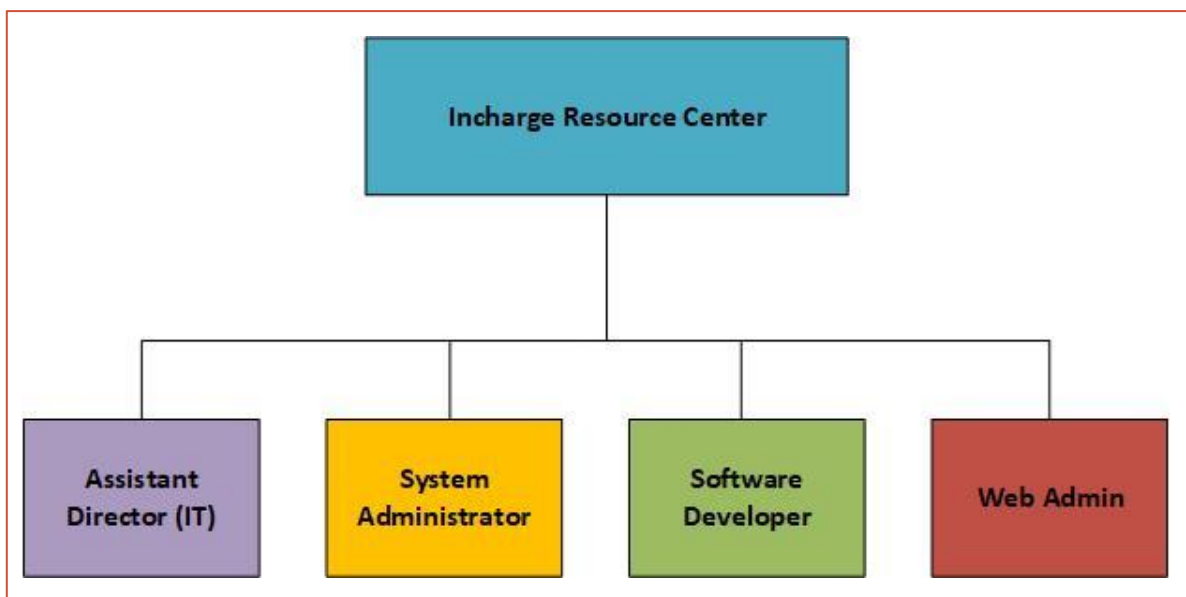 Incharge Resource Center
Assistant
Director (IT)
System
Administrator
Software
Developer
Web Admin